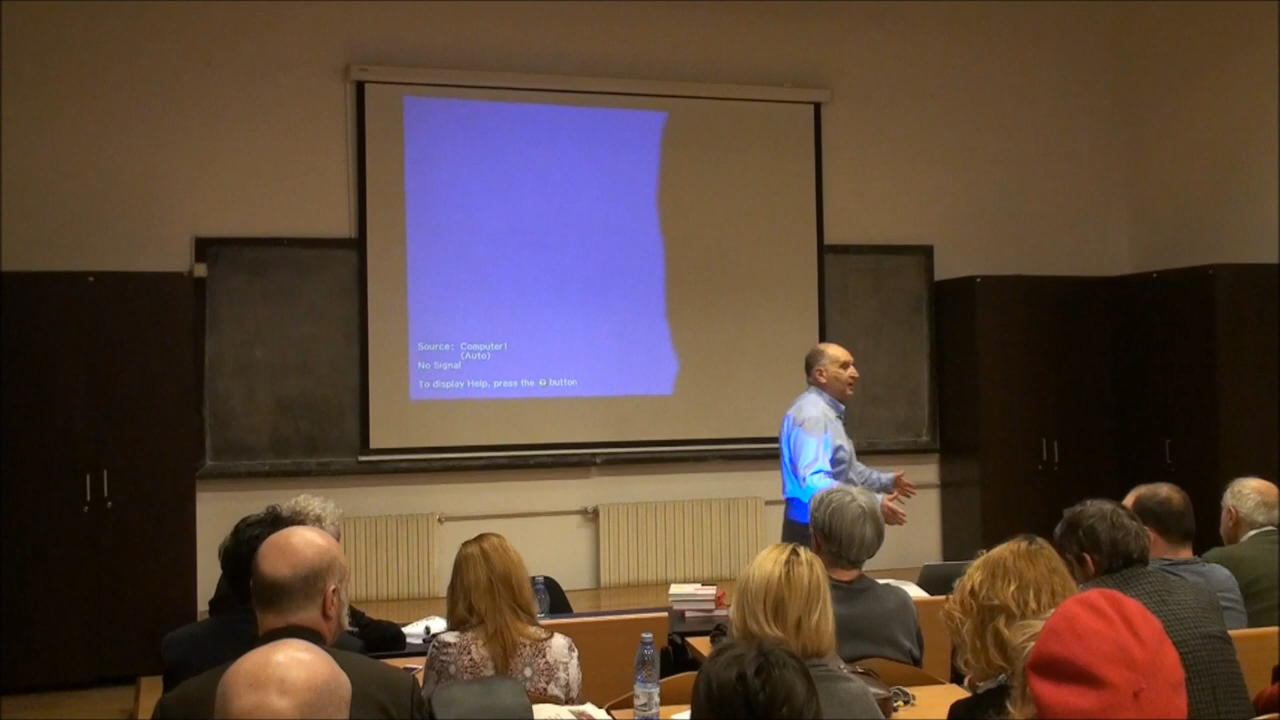 Source: Computer1
(Auto)
No Signal
To display Help, press the ? button